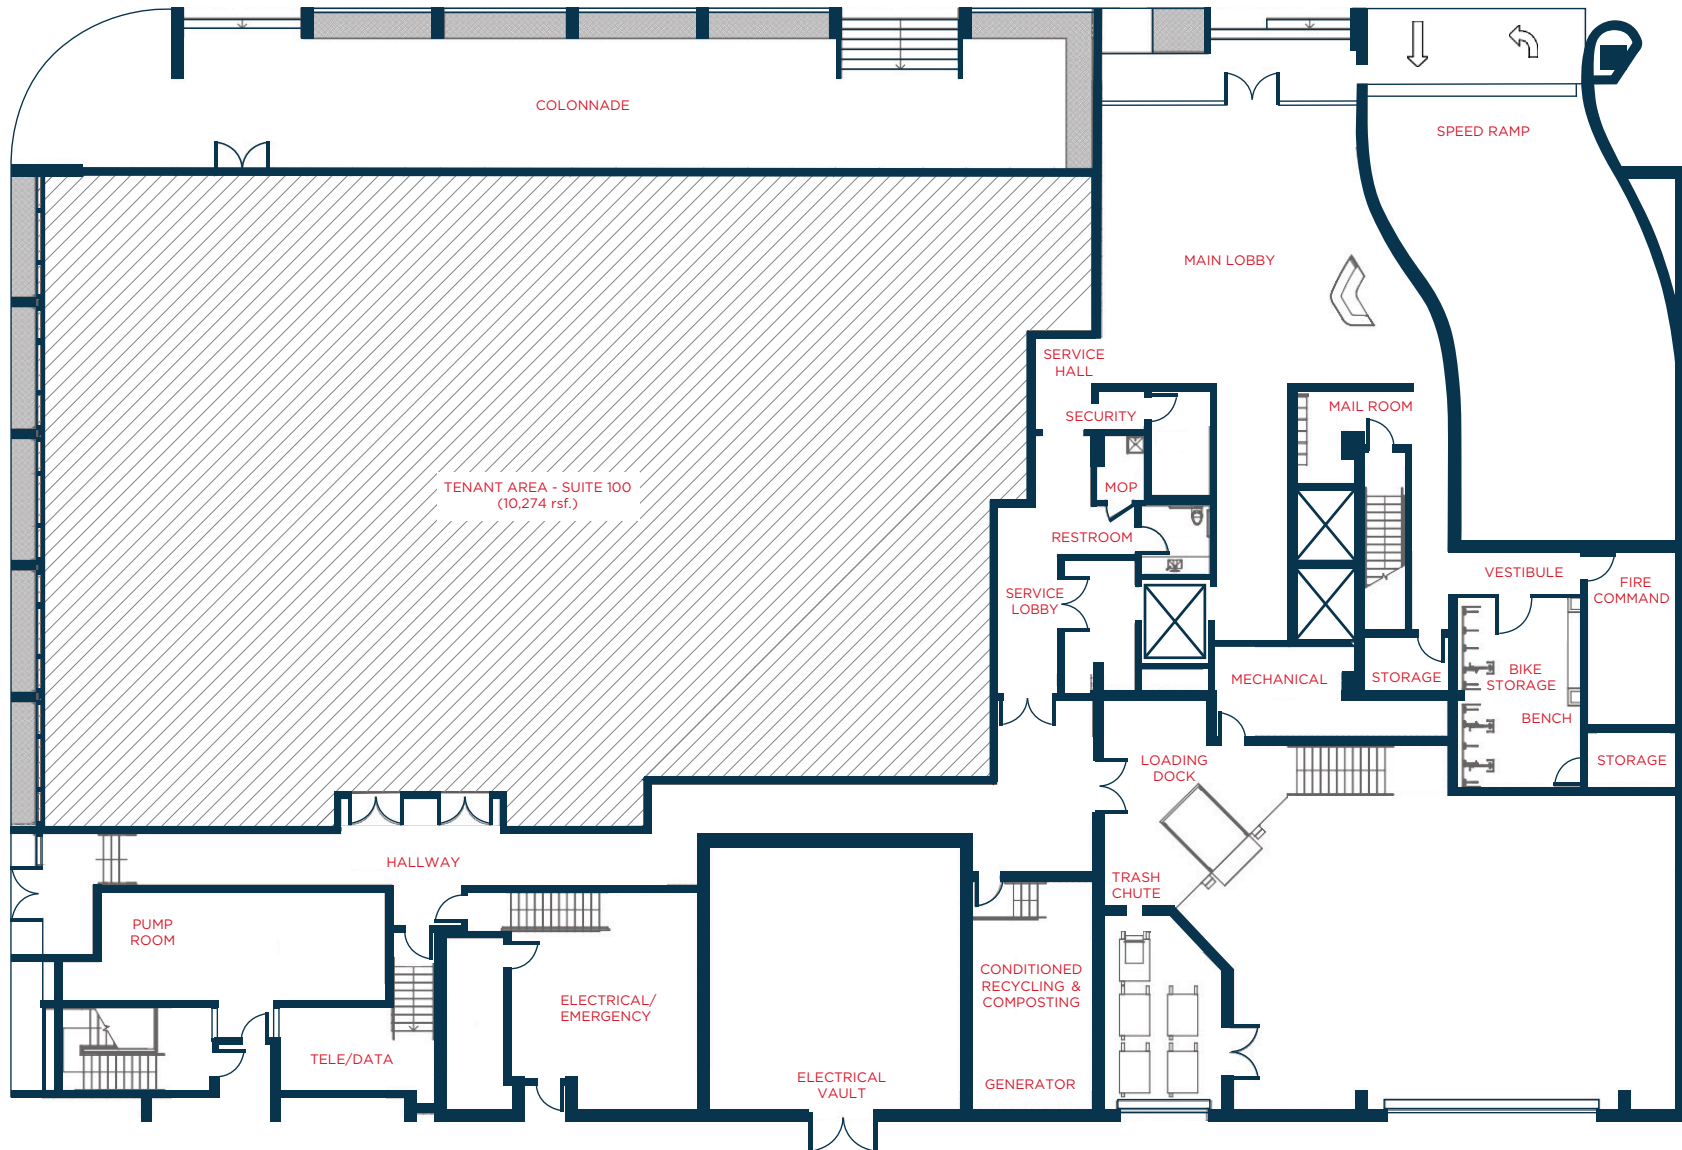 COLONNADE
SPEED RAMP
MAIN LOBBY
SERVICE
HALL
SECURITY
MAIL ROOM
TENANT AREA - SUITE 100
(10,274 rsf.)
MOP
RESTROOM
SERVICE
LOBBY
VESTIBULE
FIRE
COMMAND
MECHANICAL
STORAGE
BIKE
STORAGE
BENCH
LOADING
DOCK
STORAGE
HALLWAY
TRASH
CHUTE
PUMP
ROOM
ELECTRICAL/
EMERGENCY
CONDITIONED
RECYCLING &
COMPOSTING
TELE/DATA
ELECTRICAL
VAULT
GENERATOR